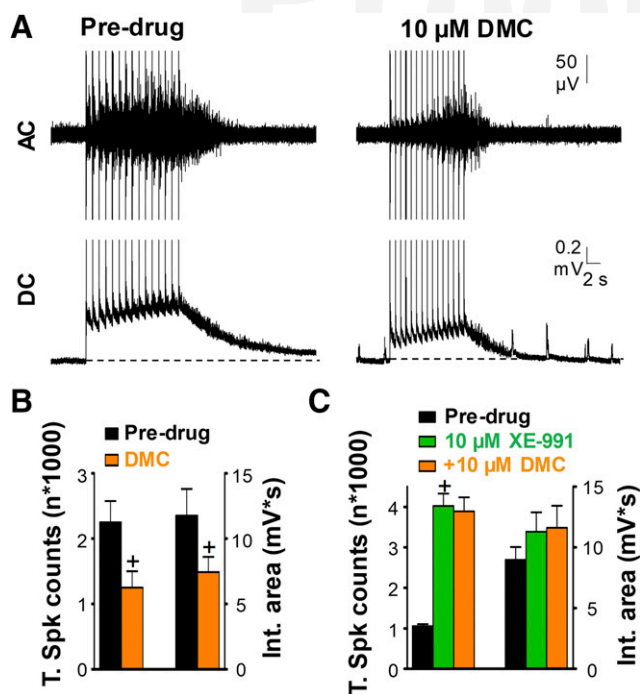 A
Pre-drug
10 µM DMC
50
µV
AC
0.2
mV
2 s
DC
B
Pre-drug
DMC
T. Spk counts (n*1000)
3
2
1
0
15
10
5
0
Int. area (mV*s)
+
+
C
Pre-drug
10 µM XE-991
+10 µM DMC
T. Spk counts (n*1000)
4
3
2
1
0
15
10
5
0
Int. area (mV*s)
+